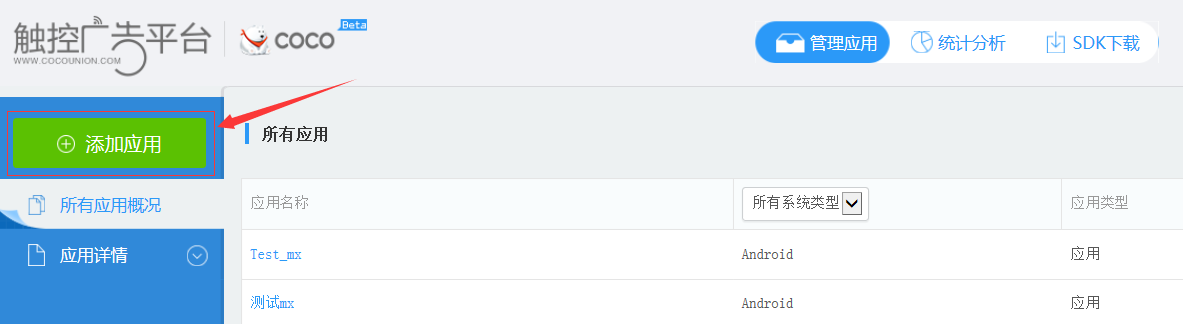 触控广告平台
WWW.COCOUNION.COM
coco
Beta
管理应用
统计分析
SDK下载
添加应用
所有应用概况
应用详情
所有应用
应用名称 所有系统类型 应用类型
Test_mx Android 应用
测试mx Android 应用